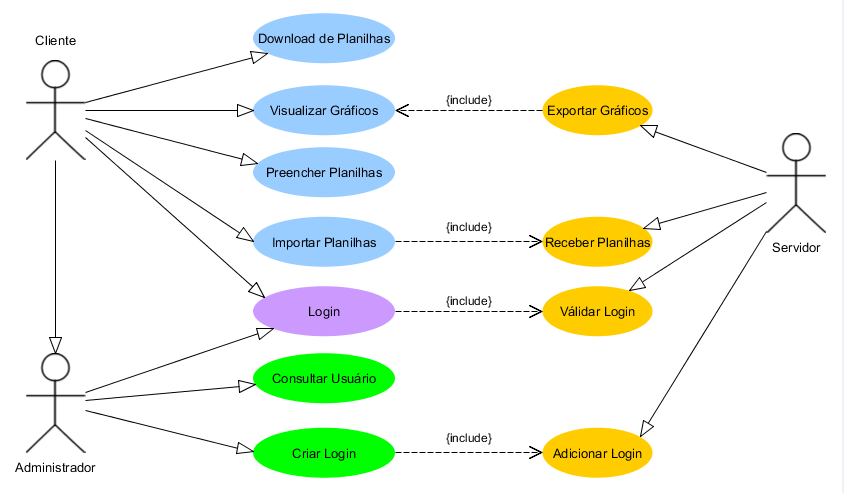 Cliente
Download de Planilhas
Visualizar Gráficos
{include}
Exportar Gráficos
Preencher Planilhas
Importar Planilhas
{include}
Receber Planilhas
Servidor
Login
{include}
Válidar Login
Consultar Usuário
Criar Login
{include}
Adicionar Login
Administrador